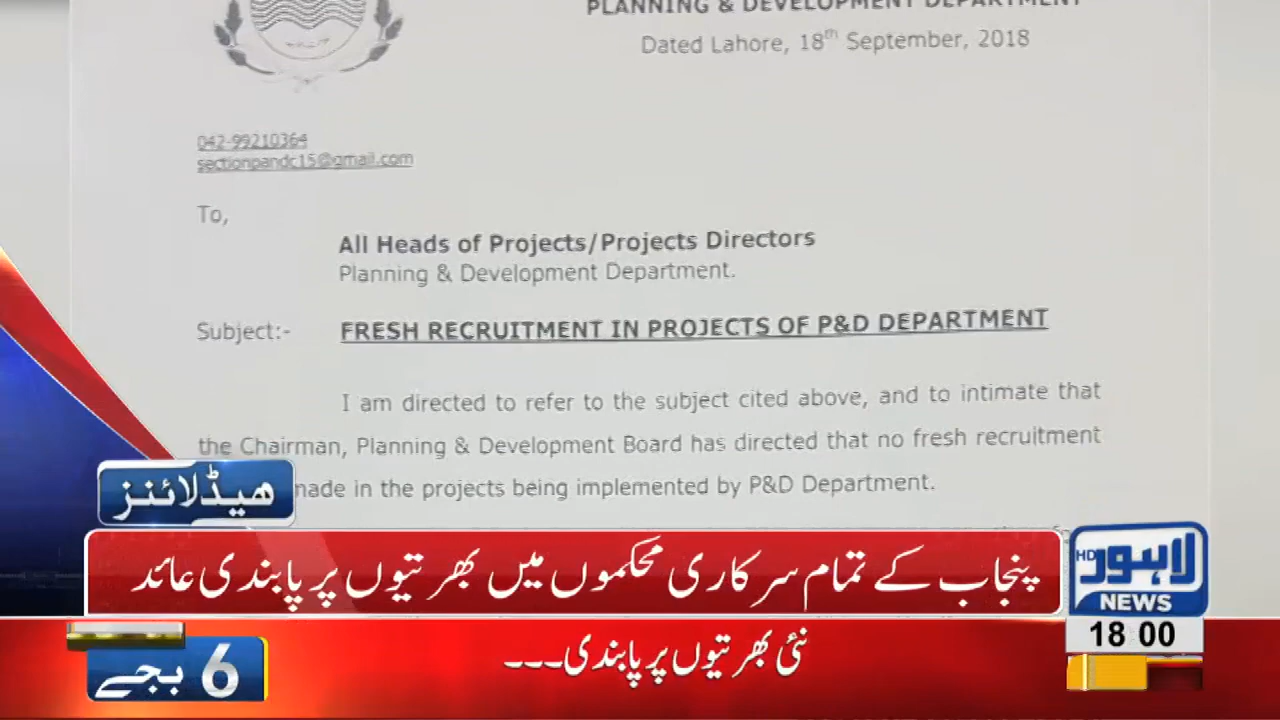 PLANNING & DEVELOPMENT DEPARTMENT
Dated Lahore, 18th September, 2018
042-99210364
sectionpandc15@gmail.com
To,
All Heads of Projects/Projects Directors
Planning & Development Department.
Subject:- FRESH RECRUITMENT IN PROJECTS OF P&D DEPARTMENT
I am directed to refer to the subject cited above, and to intimate that
the Chairman, Planning & Development Board has directed that no fresh recruitment
made in the projects being implemented by P&D Department.
ھیڈلائنز
پنجاب کے تمام سرکاری محکموں میں بھرتیوں پر پابندی عائد
لاہور HD
NEWS
18 00
نئی بھرتیوں پر پابندی۔۔۔
6 بجے